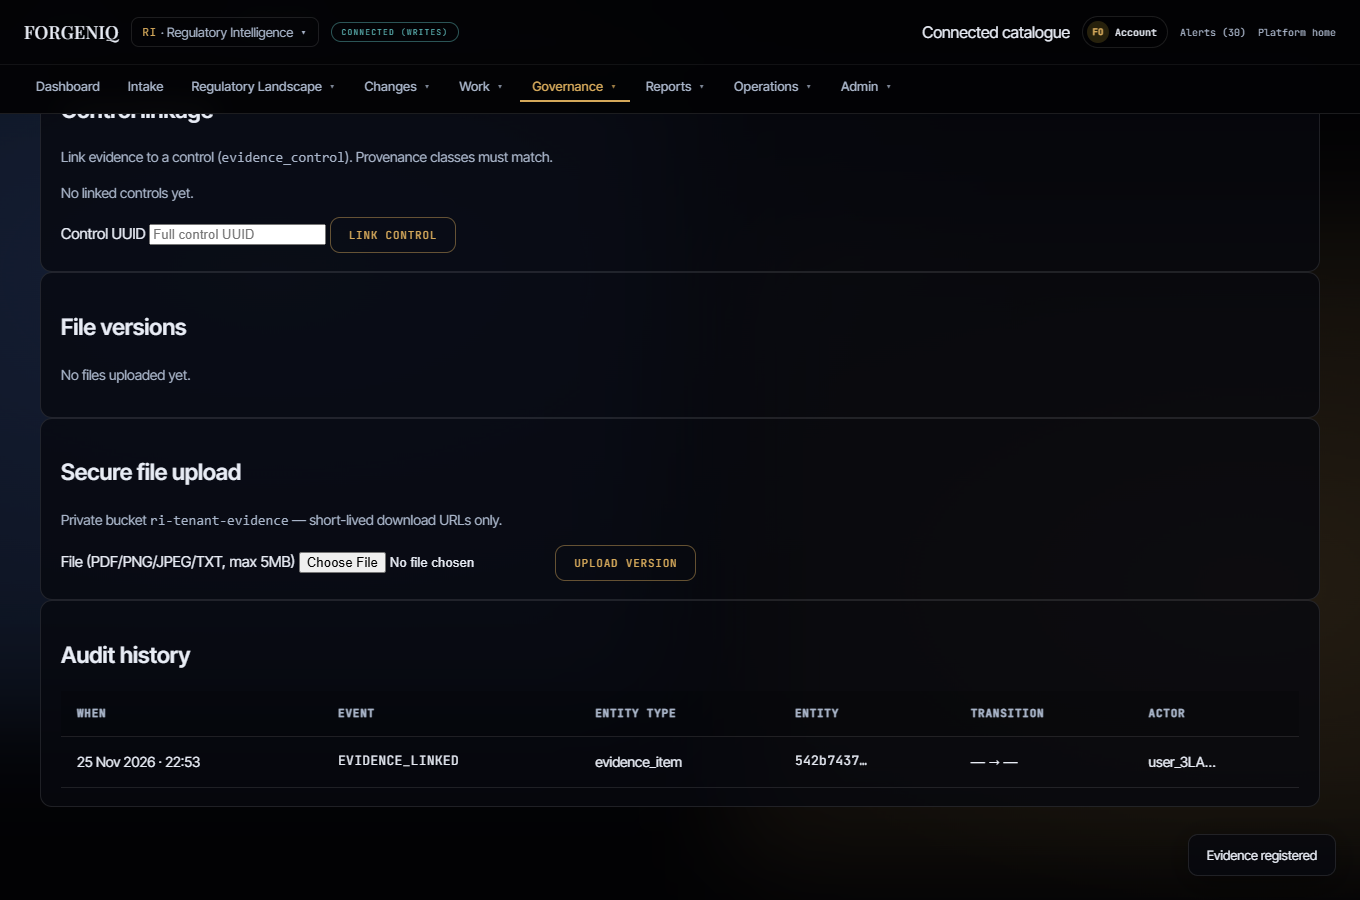 FORGENIQ
RI · Regulatory Intelligence
CONNECTED (WRITES)
Connected catalogue
FO Account
Alerts (30)
Platform home
Dashboard
Intake
Regulatory Landscape
Changes
Work
Governance
Reports
Operations
Admin
Control linkage
Link evidence to a control (evidence_control). Provenance classes must match.
No linked controls yet.
Control UUID Full control UUID LINK CONTROL
File versions
No files uploaded yet.
Secure file upload
Private bucket ri-tenant-evidence — short-lived download URLs only.
File (PDF/PNG/JPEG/TXT, max 5MB) Choose File No file chosen UPLOAD VERSION
Audit history
WHEN EVENT ENTITY TYPE ENTITY TRANSITION ACTOR
25 Nov 2026 · 22:53 EVIDENCE_LINKED evidence_item 542b7437… — → — user_3LA…
Evidence registered